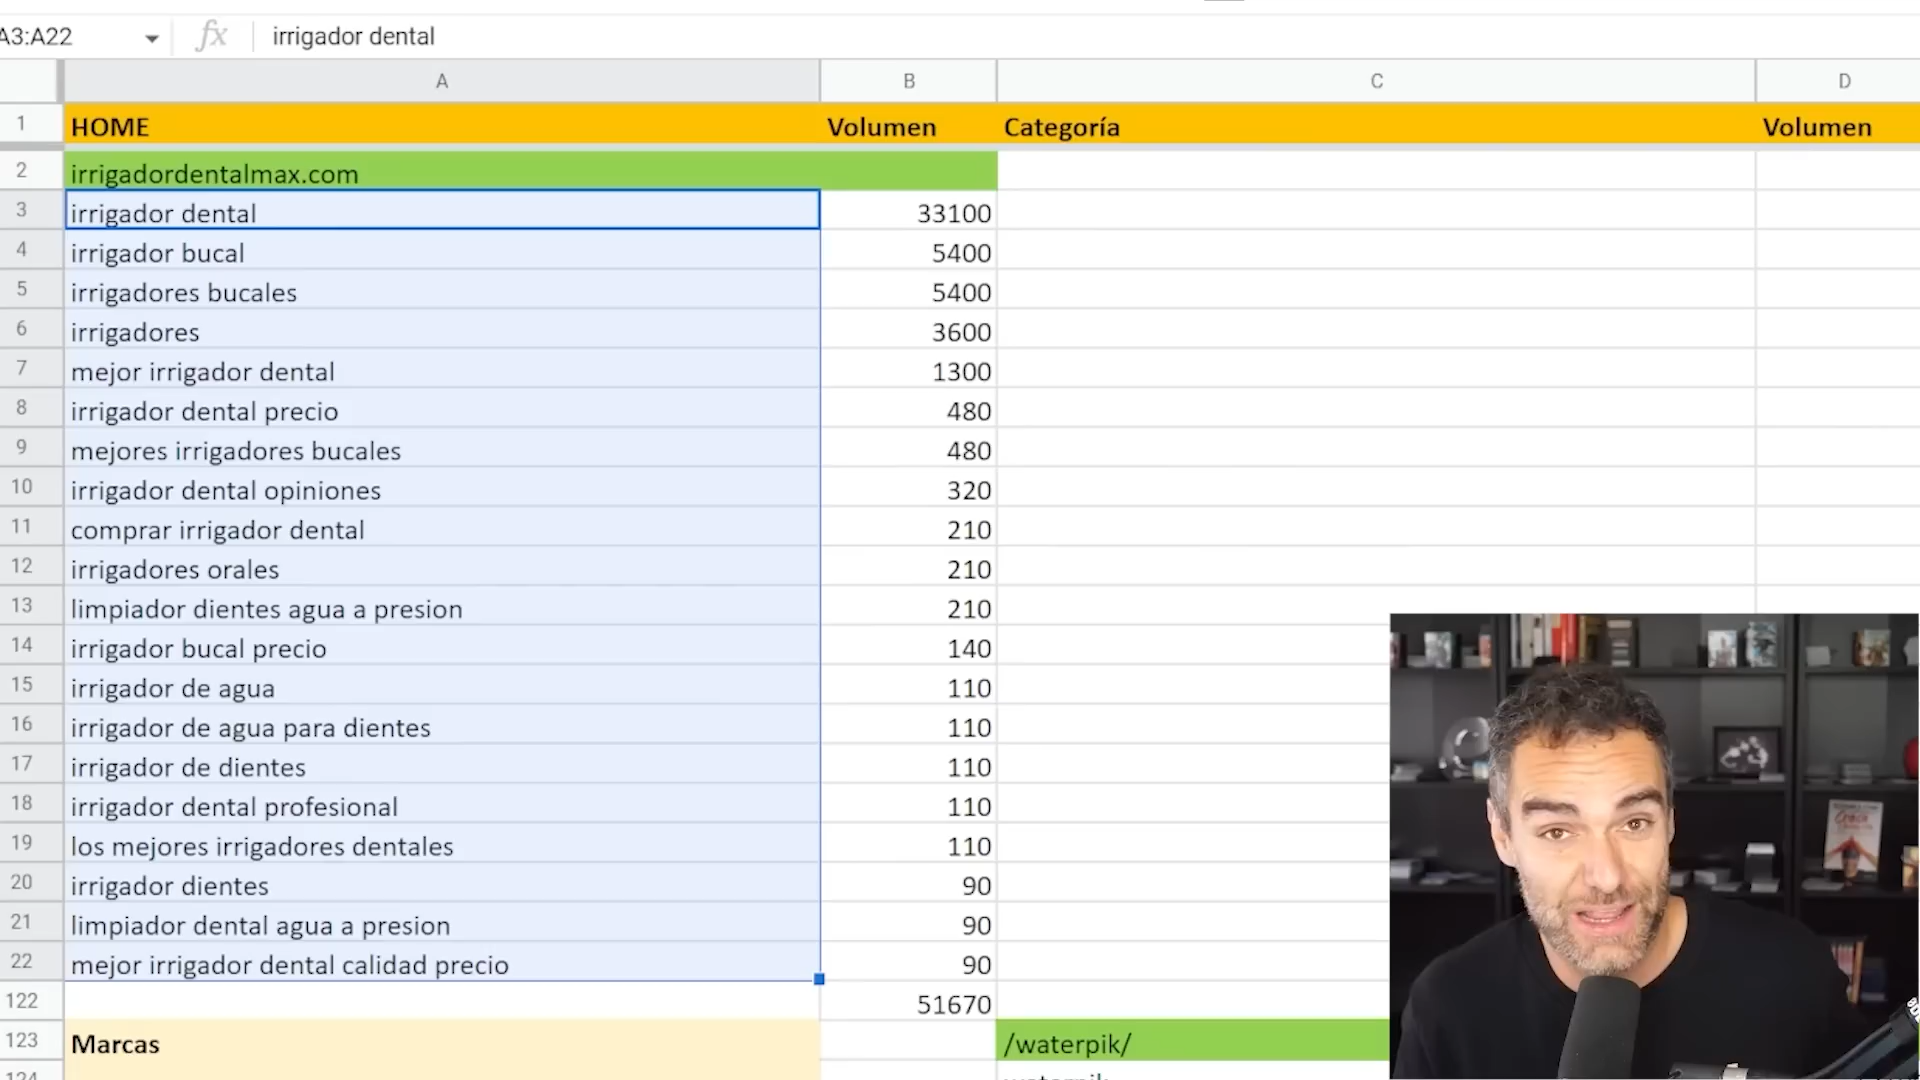 A3:A22 fx irrigador dental
A B C D
1 HOME Volumen Categoría Volumen
2 irrigadordentalmax.com
3 irrigador dental 33100
4 irrigador bucal 5400
5 irrigadores bucales 5400
6 irrigadores 3600
7 mejor irrigador dental 1300
8 irrigador dental precio 480
9 mejores irrigadores bucales 480
10 irrigador dental opiniones 320
11 comprar irrigador dental 210
12 irrigadores orales 210
13 limpiador dientes agua a presion 210
14 irrigador bucal precio 140
15 irrigador de agua 110
16 irrigador de agua para dientes 110
17 irrigador de dientes 110
18 irrigador dental profesional 110
19 los mejores irrigadores dentales 110
20 irrigador dientes 90
21 limpiador dental agua a presion 90
22 mejor irrigador dental calidad precio 90
122 51670
123 Marcas /waterpik/